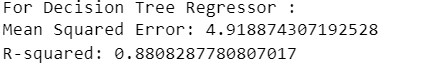 For Decision Tree Regressor :
Mean Squared Error: 4.918874307192528
R-squared: 0.8808287780807017